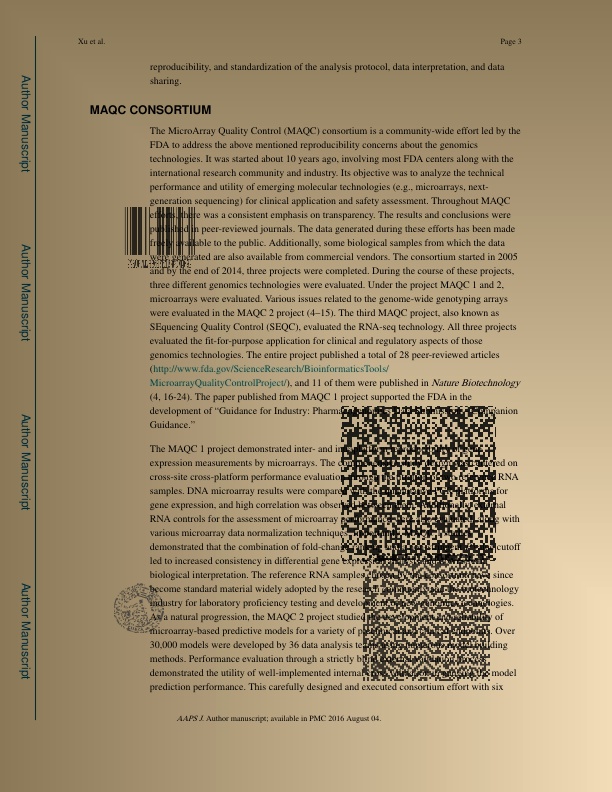 Xu et al.
Page 3
reproducibility, and standardization of the analysis protocol, data interpretation, and data
sharing.
MAQC CONSORTIUM
The MicroArray Quality Control (MAQC) consortium is a community-wide effort led by the
FDA to address the above mentioned reproducibility concerns about the genomics
technologies. It was started about 10 years ago, involving most FDA centers along with the
international research community and industry. Its objective was to analyze the technical
performance and utility of emerging molecular technologies (e.g., microarrays, next-
generation sequencing) for clinical application and safety assessment. Throughout MAQC
efforts, there was a consistent emphasis on transparency. The results and conclusions were
published in peer-reviewed journals. The data generated during these efforts has been made
freely available to the public. Additionally, some biological samples from which the data
were generated are also available from commercial vendors. The consortium started in 2005
and by the end of 2014, three projects were completed. During the course of these projects,
three different genomics technologies were evaluated. Under the project MAQC 1 and 2,
microarrays were evaluated. Various issues related to the genome-wide genotyping arrays
were evaluated in the MAQC 2 project (4–15). The third MAQC project, also known as
SEquencing Quality Control (SEQC), evaluated the RNA-seq technology. All three projects
evaluated the fit-for-purpose application for clinical and regulatory aspects of those
genomics technologies. The entire project published a total of 28 peer-reviewed articles
(http://www.fda.gov/ScienceResearch/BioinformaticsTools/
MicroarrayQualityControlProject/), and 11 of them were published in Nature Biotechnology
(4, 16-24). The paper published from MAQC 1 project supported the FDA in the
development of “Guidance for Industry:
Guidance.”
The MAQC 1 project demonstrated inter- and
expression measurements by microarrays. The on
cross-site cross-platform performance evaluation RNA
samples. DNA microarray results were for
gene expression, and high correlation was
RNA controls for the assessment of microarray with
various microarray data normalization techniques
demonstrated that the combination of cutoff
led to increased consistency in differential gene
biological interpretation. The reference RNA samples since
become standard material widely adopted by the
industry for laboratory proficiency testing and
As a natural progression, the MAQC 2 project studied
microarray-based predictive models for a variety of Over
30,000 models were developed by 36 data analysis
methods. Performance evaluation through a strictly
demonstrated the utility of well-implemented internal model
prediction performance. This carefully designed and executed consortium effort with six
AAPS J. Author manuscript; available in PMC 2016 August 04.
Author Manuscript
Author Manuscript
Author Manuscript
Author Manuscript